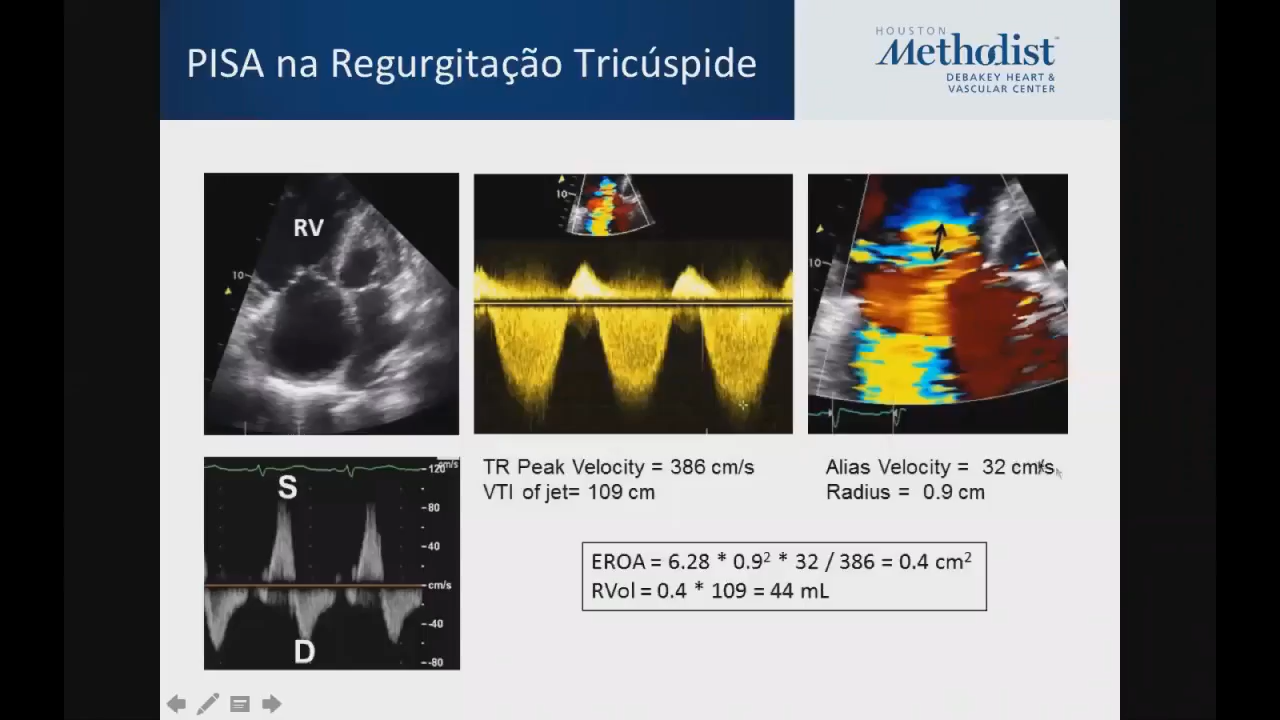 PISA na Regurgitação Tricúspide
HOUSTON
Methodist
DEBAKEY HEART &
VASCULAR CENTER
RV
10
10
10
TR Peak Velocity = 386 cm/s
VTI of jet= 109 cm
Alias Velocity = 32 cm/s
Radius = 0.9 cm
S
D
120
cm/s
80
40
cm/s
-40
-80
EROA = 6.28 * 0.9² * 32 / 386 = 0.4 cm²
RVol = 0.4 * 109 = 44 mL